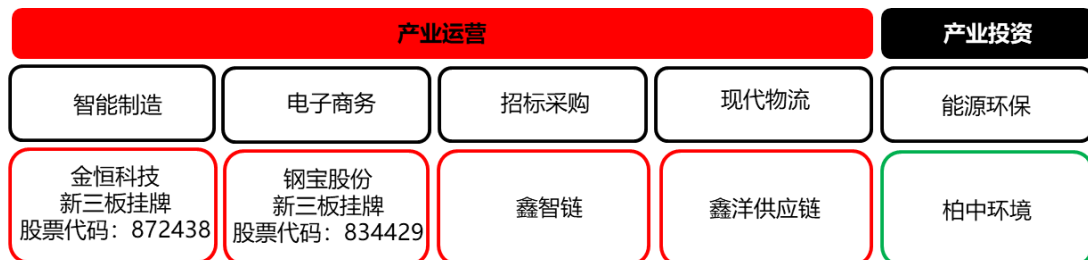 产业运营
产业投资
智能制造
电子商务
招标采购
现代物流
能源环保
金恒科技
新三板挂牌
股票代码：872438
钢宝股份
新三板挂牌
股票代码：834429
鑫智链
鑫洋供应链
柏中环境